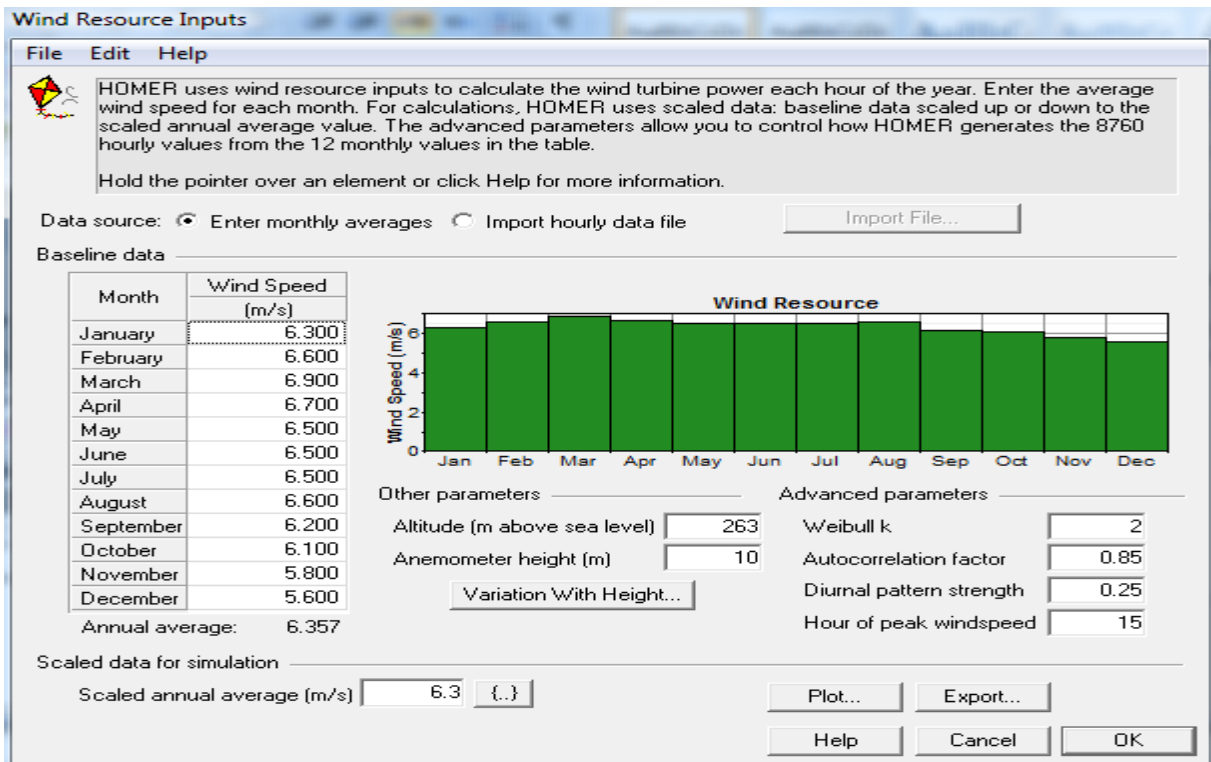 Wind Resource Inputs
File Edit Help
HOMER uses wind resource inputs to calculate the wind turbine power each hour of the year. Enter the average
wind speed for each month. For calculations, HOMER uses scaled data: baseline data scaled up or down to the
scaled annual average value. The advanced parameters allow you to control how HOMER generates the 8760
hourly values from the 12 monthly values in the table.
Hold the pointer over an element or click Help for more information.
Data source: Enter monthly averages Import hourly data file Import File...
Baseline data
Month Wind Speed
(m/s)
January 6.300
February 6.600
March 6.900
April 6.700
May 6.500
June 6.500
July 6.500
August 6.600
September 6.200
October 6.100
November 5.800
December 5.600
Annual average: 6.357
Wind Resource
Wind Speed (m/s)
6
4
2
0
Jan Feb Mar Apr May Jun Jul Aug Sep Oct Nov Dec
Other parameters
Altitude (m above sea level) 263
Anemometer height (m) 10
Variation With Height...
Advanced parameters
Weibull k 2
Autocorrelation factor 0.85
Diurnal pattern strength 0.25
Hour of peak windspeed 15
Scaled data for simulation
Scaled annual average (m/s) 6.3 {..}
Plot... Export...
Help Cancel OK